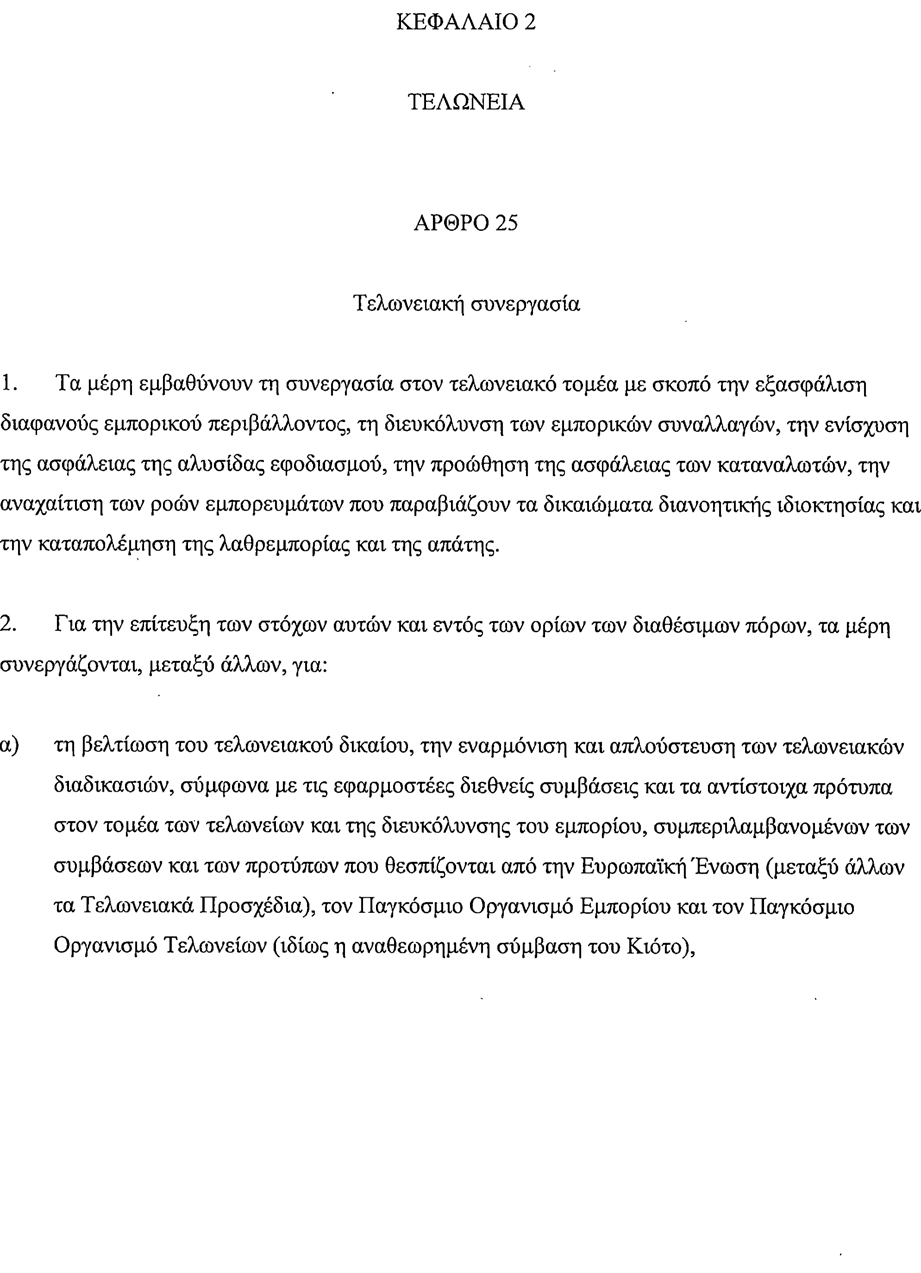 ΚΕΦΑΛΑΙΟ 2
ΤΕΛΩΝΕΙΑ
ΑΡΘΡΟ 25
Τελωνειακή συνεργασία
1. Τα μέρη εμβαθύνουν τη συνεργασία στον τελωνειακό τομέα με σκοπό την εξασφάλιση
διαφανούς εμπορικού περιβάλλοντος, τη διευκόλυνση των εμπορικών συναλλαγών, την ενίσχυση
της ασφάλειας της αλυσίδας εφοδιασμού, την προώθηση της ασφάλειας των καταναλωτών, την
αναχαίτιση των ροών εμπορευμάτων που παραβιάζουν τα δικαιώματα διανοητικής ιδιοκτησίας και
την καταπολέμηση της λαθρεμπορίας και της απάτης.
2. Για την επίτευξη των στόχων αυτών και εντός των ορίων των διαθέσιμων πόρων, τα μέρη
συνεργάζονται, μεταξύ άλλων, για:
α) τη βελτίωση του τελωνειακού δικαίου, την εναρμόνιση και απλούστευση των τελωνειακών
διαδικασιών, σύμφωνα με τις εφαρμοστέες διεθνείς συμβάσεις και τα αντίστοιχα πρότυπα
στον τομέα των τελωνείων και της διευκόλυνσης του εμπορίου, συμπεριλαμβανομένων των
συμβάσεων και των προτύπων που θεσπίζονται από την Ευρωπαϊκή Ένωση (μεταξύ άλλων
τα Τελωνειακά Προσχέδια), τον Παγκόσμιο Οργανισμό Εμπορίου και τον Παγκόσμιο
Οργανισμό Τελωνείων (ιδίως η αναθεωρημένη σύμβαση του Κιότο),